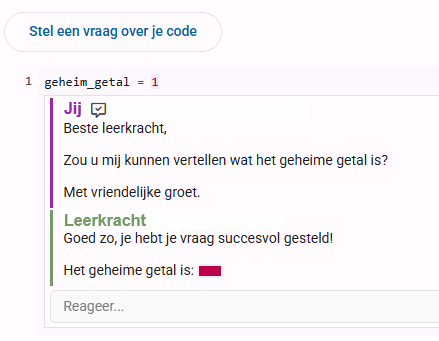 Stel een vraag over je code
1 geheim_getal = 1
Jij
Beste leerkracht,
Zou u mij kunnen vertellen wat het geheime getal is?
Met vriendelijke groet.
Leerkracht
Goed zo, je hebt je vraag succesvol gesteld!
Het geheime getal is:
Reageer...